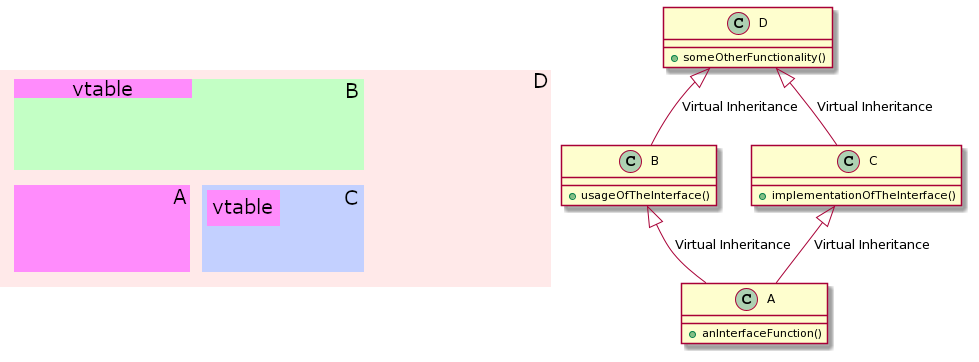 vtable
B
D
A
vtable
C
C D
someOtherFunctionality()
Virtual Inheritance
Virtual Inheritance
C B
usageOfTheInterface()
C C
implementationOfTheInterface()
Virtual Inheritance
Virtual Inheritance
C A
anInterfaceFunction()